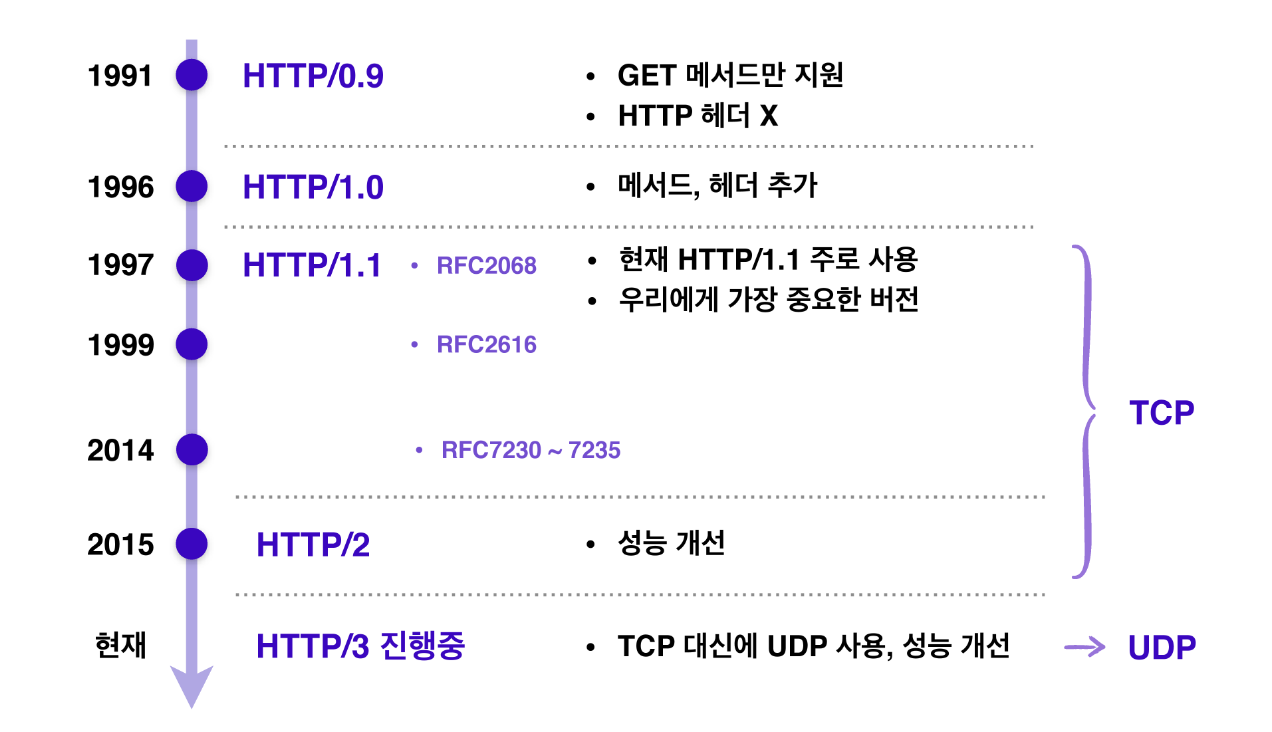 1991 HTTP/0.9 • GET 메서드만 지원
• HTTP 헤더 X
1996 HTTP/1.0 • 메서드, 헤더 추가
1997 HTTP/1.1 • RFC2068 • 현재 HTTP/1.1 주로 사용
• 우리에게 가장 중요한 버전
1999 • RFC2616
TCP
2014 • RFC7230 ~ 7235
2015 HTTP/2 • 성능 개선
현재 HTTP/3 진행중 • TCP 대신에 UDP 사용, 성능 개선 → UDP